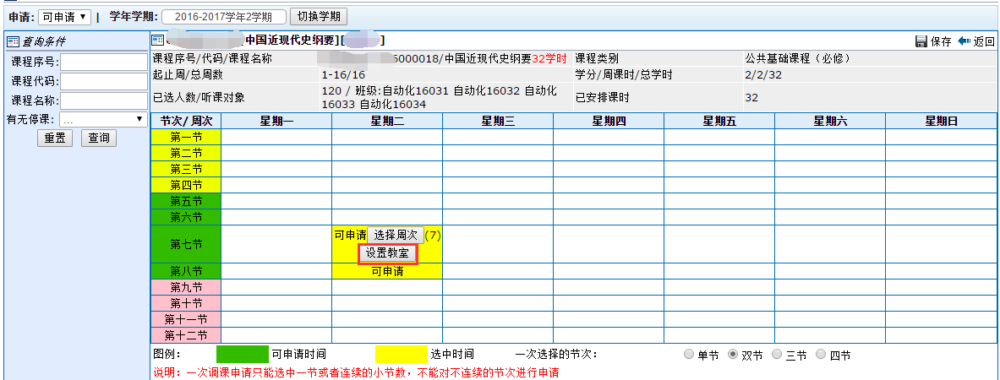 申请: 可申请 | 学年学期: 2016-2017学年2学期 切换学期
查询条件
课程序号:
课程代码:
课程名称:
有无停课: ...
重置 查询
中国近现代史纲要][ ] 保存 返回
课程序号/代码/课程名称 6000018/中国近现代史纲要32学时 课程类别 公共基础课程（必修）
起止周/总周数 1-16/16 学分/周课时/总学时 2/2/32
已选人数/听课对象 120 / 班级:自动化16031 自动化16032 自动化
16033 自动化16034 已安排课时 32
节次/周次 星期一 星期二 星期三 星期四 星期五 星期六 星期日
第一节
第二节
第三节
第四节
第五节
第六节
第七节 可申请 选择周次 (7)
设置教室
第八节 可申请
第九节
第十节
第十一节
第十二节
图例： 可申请时间 选中时间 一次选择的节次： 单节 双节 三节 四节
说明：一次调课申请只能选中一节或者连续的小节数，不能对不连续的节次进行申请